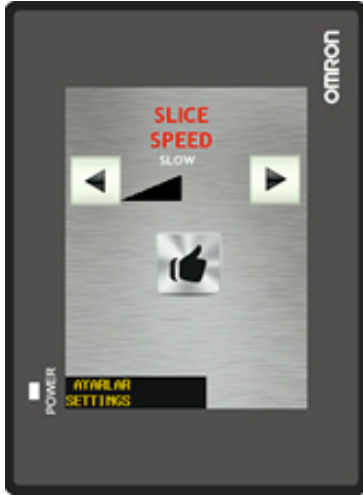 OMRON
SLICE
SPEED
SLOW
POWER
AYARLAR
SETTINGS